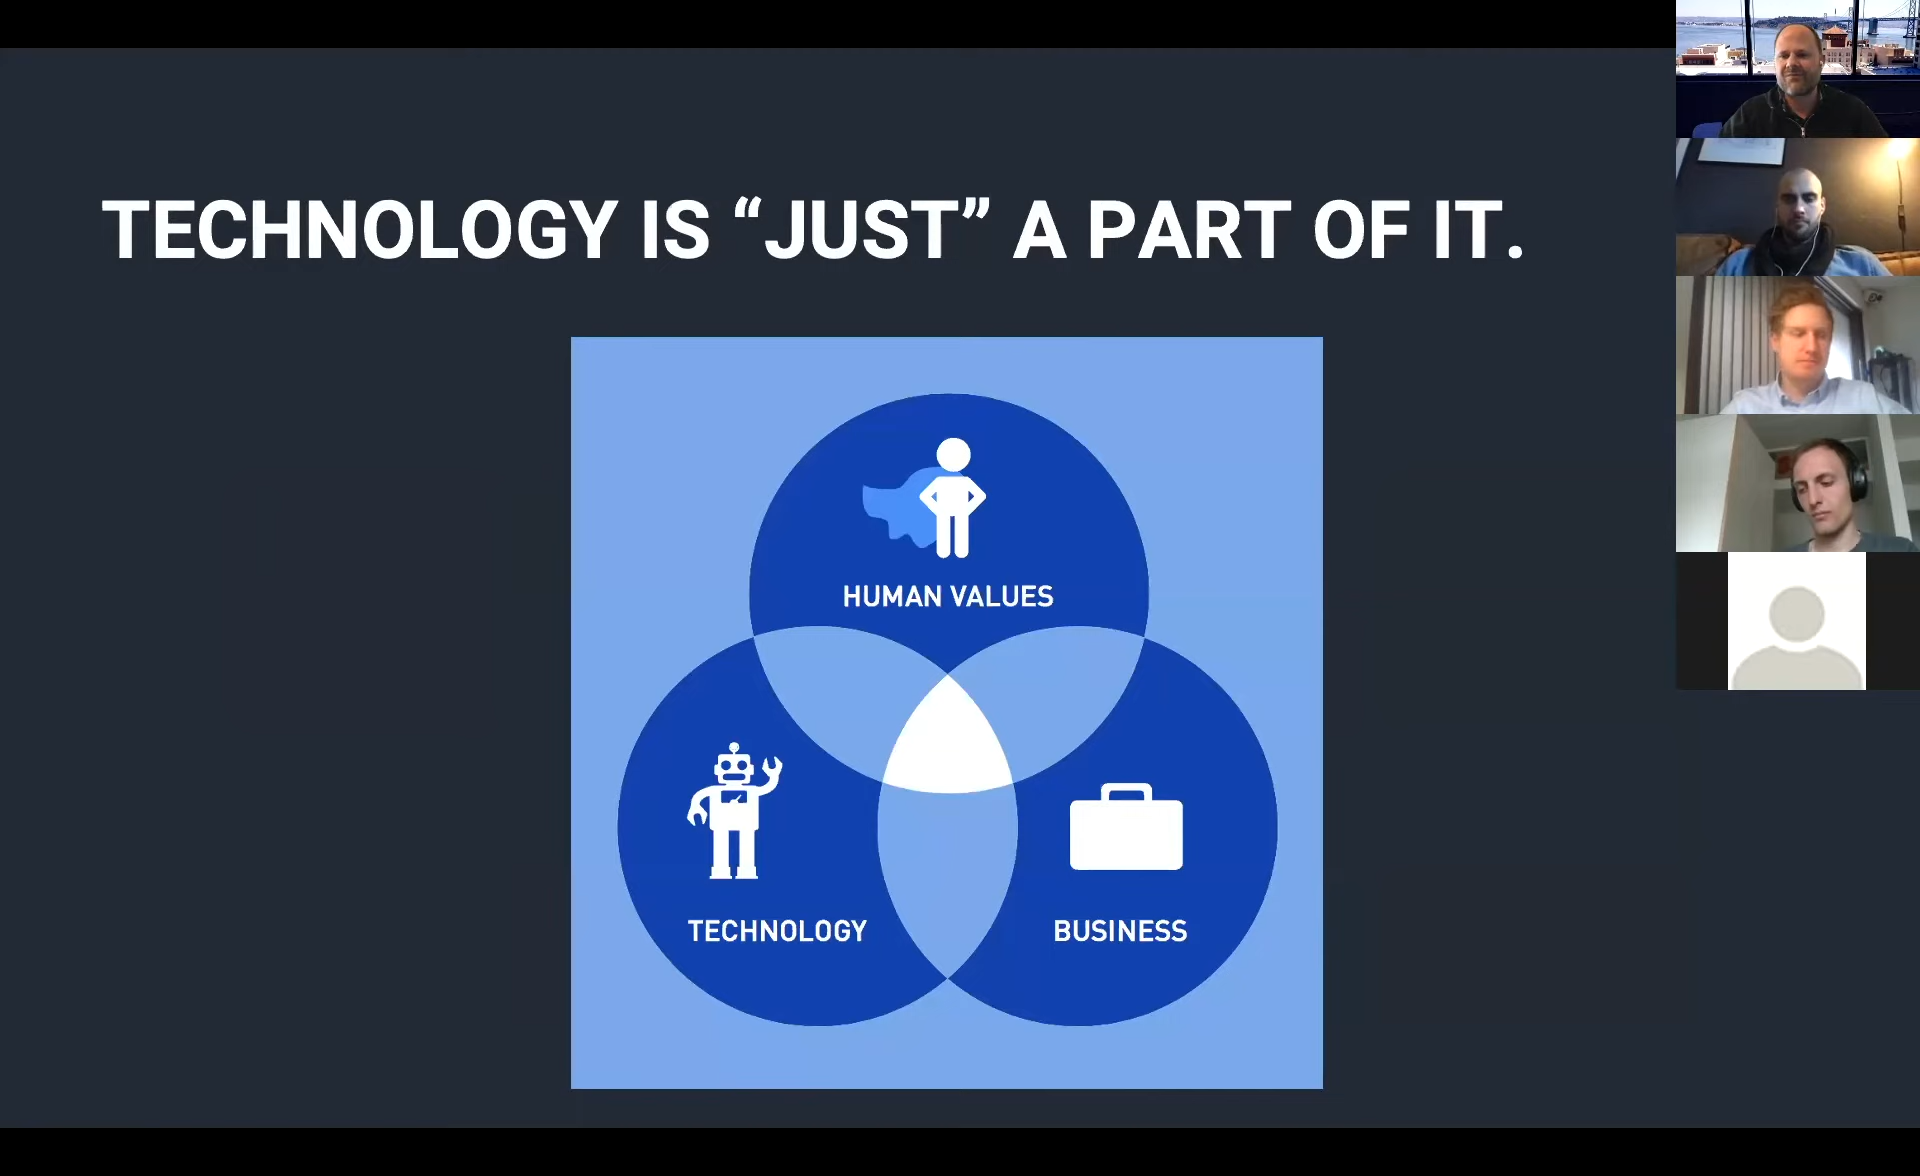 TECHNOLOGY IS “JUST” A PART OF IT.
HUMAN VALUES
TECHNOLOGY
BUSINESS